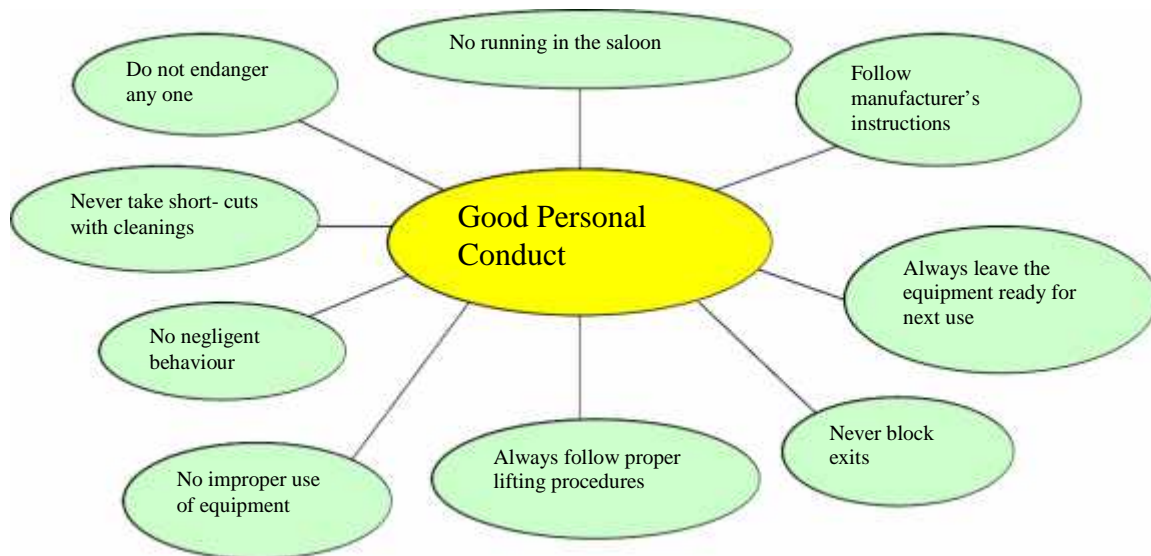 No running in the saloon
Do not endanger
any one
Follow
manufacturer’s
instructions
Never take short- cuts
with cleanings
Good Personal
Conduct
Always leave the
equipment ready for
next use
No negligent
behaviour
Never block
exits
Always follow proper
lifting procedures
No improper use
of equipment